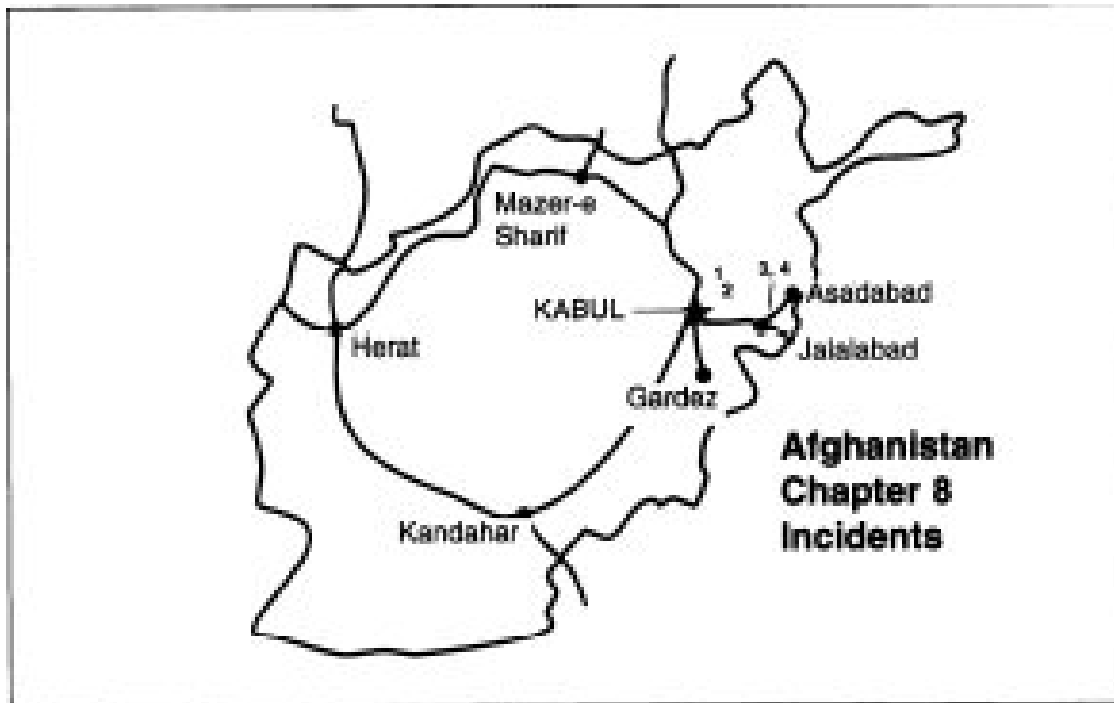 Mazer-e
Sharif
1
2
3, 4
KABUL
Asadabad
Herat
Jalalabad
Gardez
Afghanistan
Chapter 8
Incidents
Kandahar